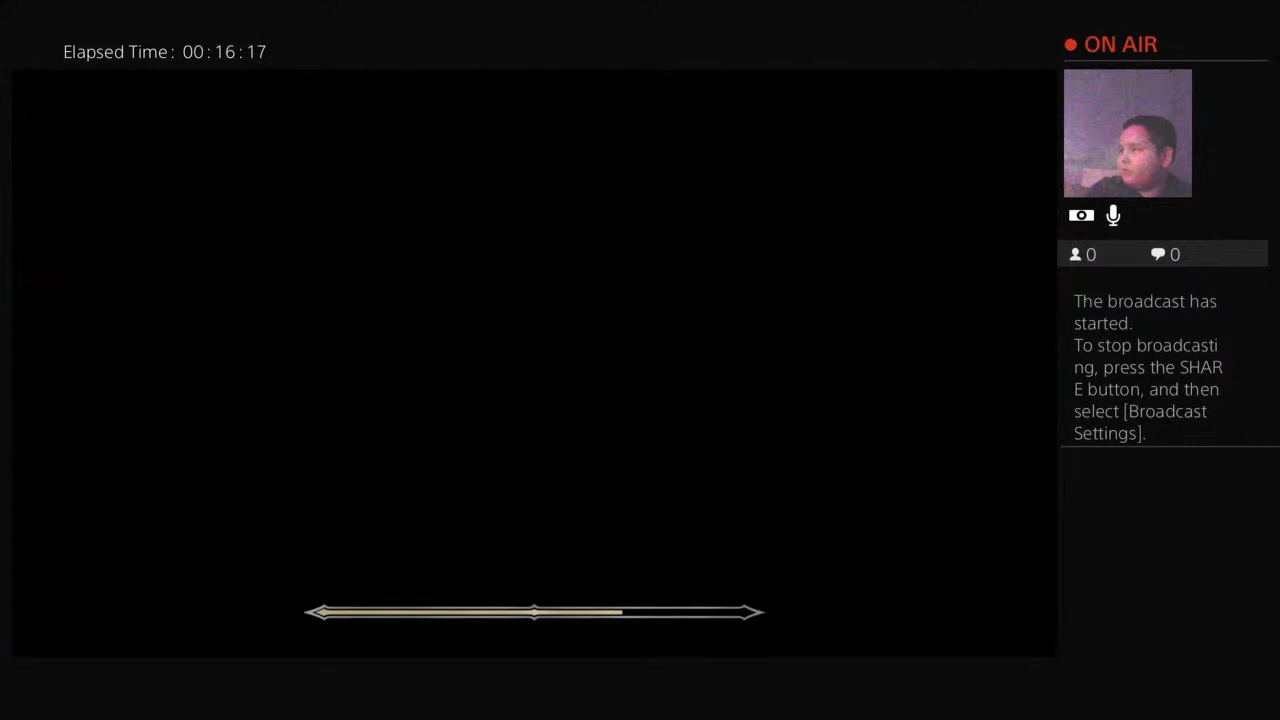 Elapsed Time: 00:16:17
ON AIR
0 0
The broadcast has
started.
To stop broadcasti
ng, press the SHAR
E button, and then
select [Broadcast
Settings].